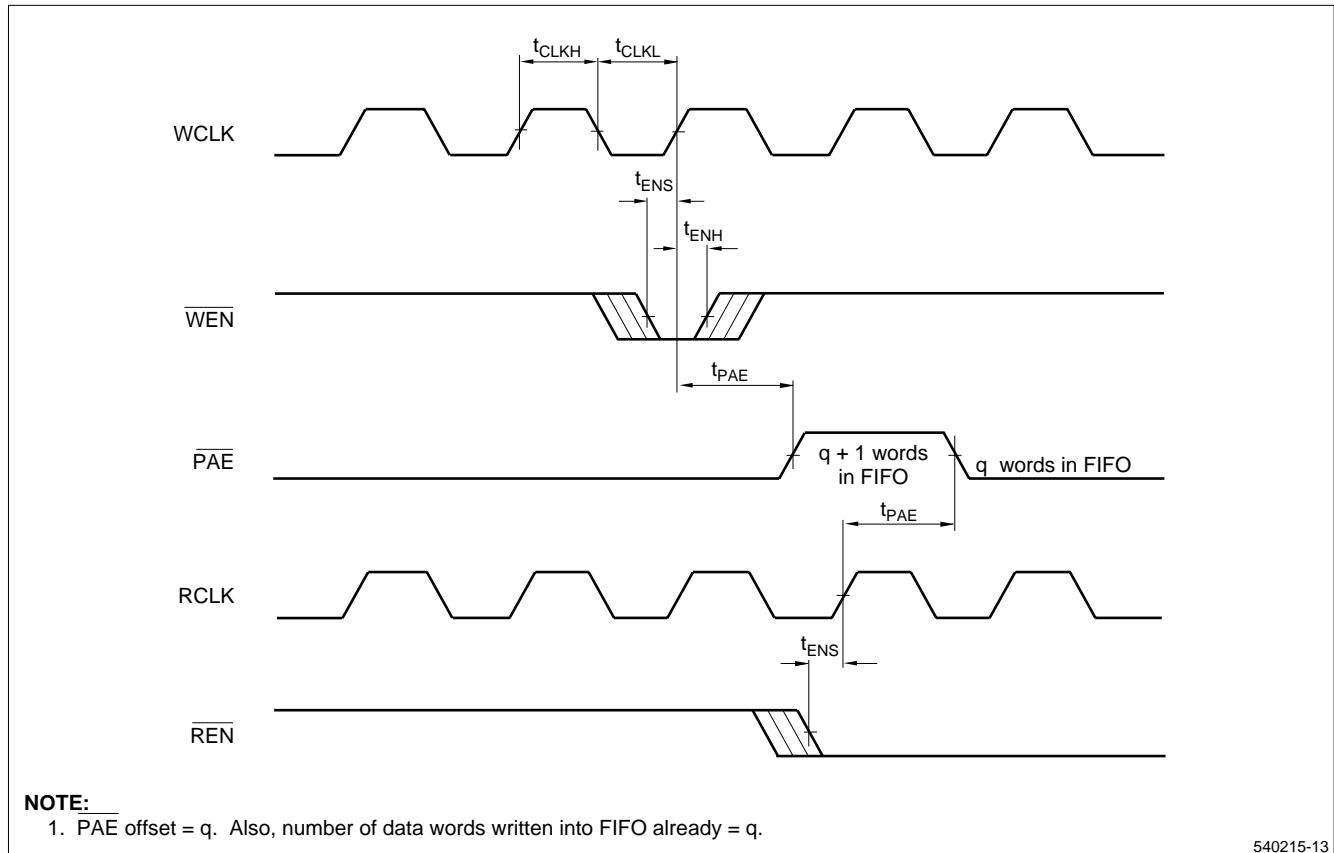 tCLKH tCLKL
WCLK
tENS
tENH
WEN
tPAE
PAE
q + 1 words
in FIFO
q words in FIFO
tPAE
RCLK
tENS
REN
NOTE:
1. PAE offset = q. Also, number of data words written into FIFO already = q.
540215-13